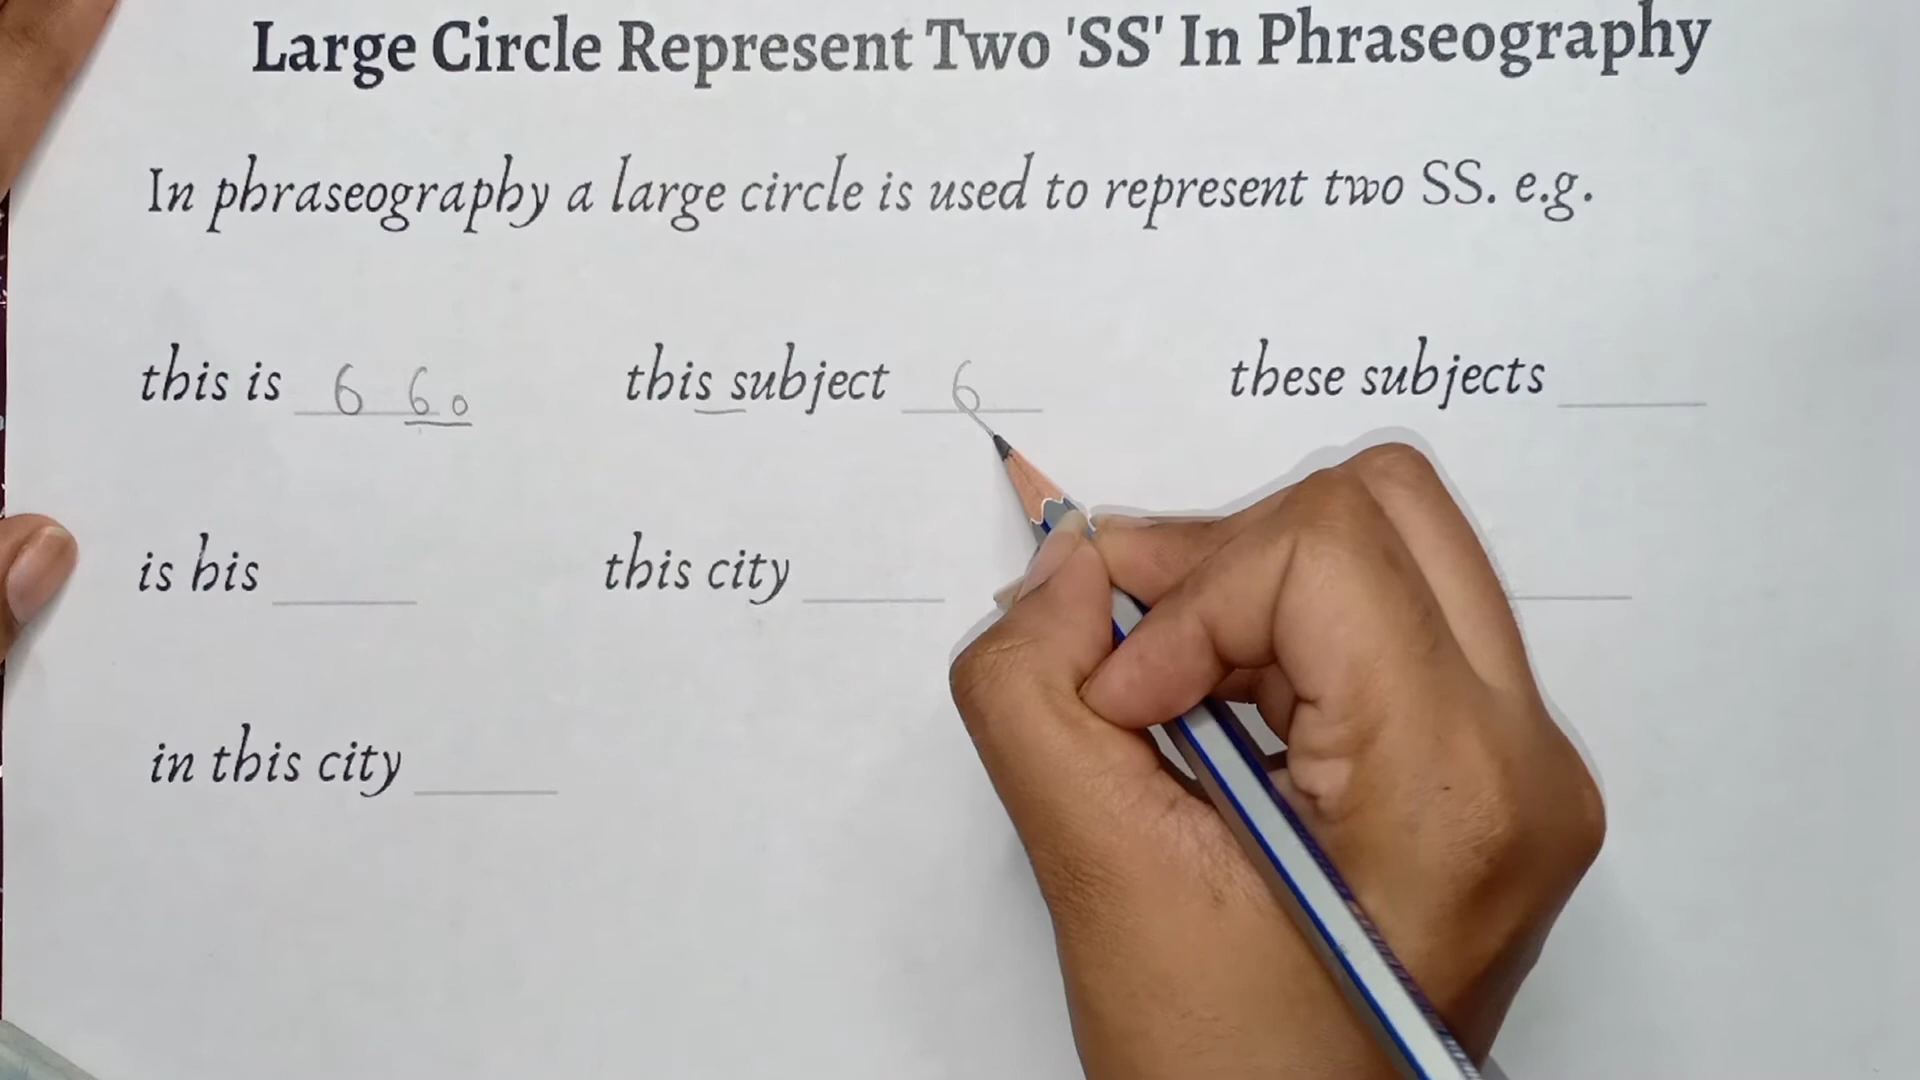 Large Circle Represent Two 'SS' In Phraseography
In phraseography a large circle is used to represent two SS. e.g.
this is this subject these subjects
is his this city
in this city